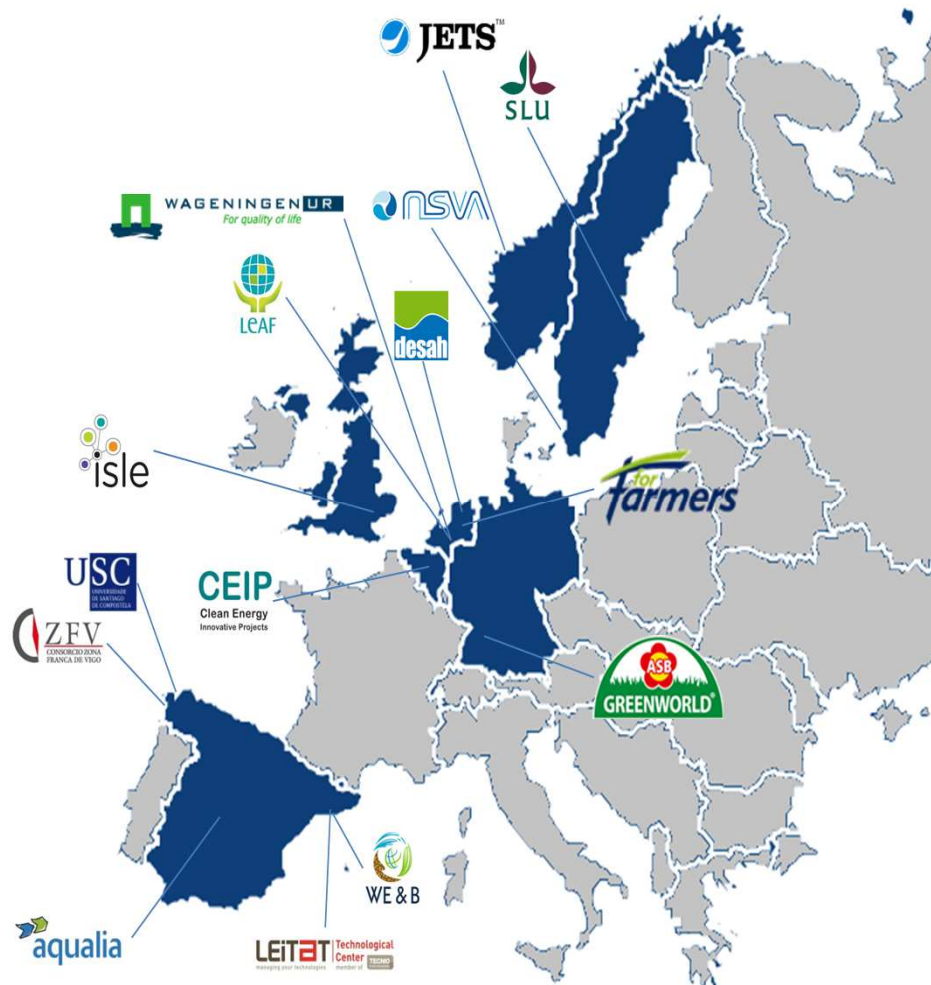 JETS™
SLU
WAGENINGEN UR
For quality of life
nsva
LeAF
desah
isle
for
farmers
USC
UNIVERSIDADE
DE SANTIAGO
DE COMPOSTELA
CEIP
Clean Energy
Innovative Projects
ZFV
CONSORCIO ZONA
FRANCA DE VIGO
ASB
GREENWORLD®
WE & B
aqualia
LEITAT
managing your technologies
Technological
Center
member of TECNIO